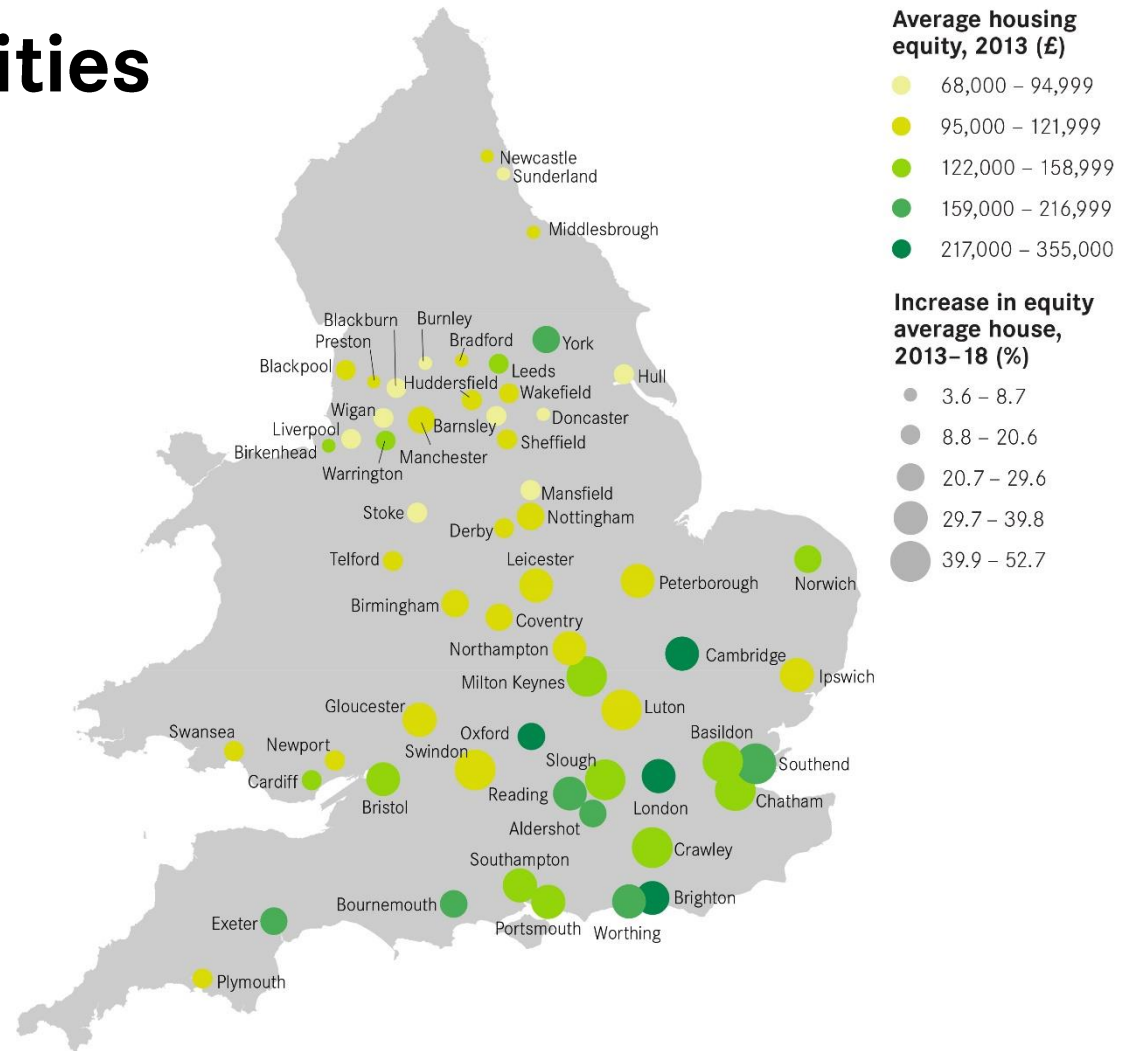 ities
Average housing
equity, 2013 (£)
68,000 – 94,999
95,000 – 121,999
122,000 – 158,999
159,000 – 216,999
217,000 – 355,000
Increase in equity
average house,
2013–18 (%)
3.6 – 8.7
8.8 – 20.6
20.7 – 29.6
29.7 – 39.8
39.9 – 52.7
Newcastle
Sunderland
Middlesbrough
Blackburn
Burnley
Preston
Bradford
York
Blackpool
Leeds
Hull
Huddersfield
Wakefield
Wigan
Doncaster
Liverpool
Barnsley
Sheffield
Birkenhead
Manchester
Warrington
Mansfield
Stoke
Nottingham
Derby
Telford
Leicester
Peterborough
Norwich
Birmingham
Coventry
Northampton
Cambridge
Ipswich
Milton Keynes
Gloucester
Luton
Swansea
Oxford
Basildon
Newport
Swindon
Slough
Southend
Cardiff
Reading
Bristol
London
Chatham
Aldershot
Crawley
Southampton
Bournemouth
Brighton
Exeter
Portsmouth
Worthing
Plymouth